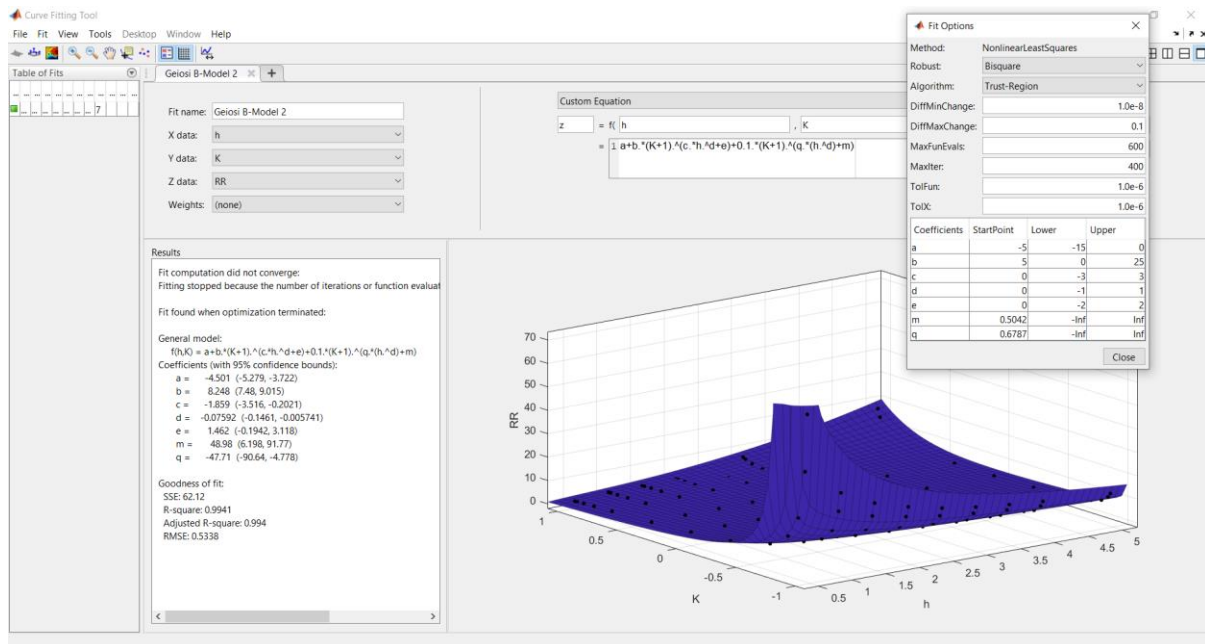 Curve Fitting Tool
File Fit View Tools Desktop Window Help
Table of Fits
Geiosi B-Model 2
7
Fit name: Geiosi B-Model 2
X data: h
Y data: K
Z data: RR
Weights: (none)
Custom Equation
z = f( h , K
= 1 a+b.*(K+1).^(c.*h.^d+e)+0.1.*(K+1).^(q.*(h.^d)+m)
Results
Fit computation did not converge:
Fitting stopped because the number of iterations or function evaluat
Fit found when optimization terminated:
General model:
f(h,K) = a+b.*(K+1).^(c.*h.^d+e)+0.1.*(K+1).^(q.*(h.^d)+m)
Coefficients (with 95% confidence bounds):
a = -4.501 (-5.279, -3.722)
b = 8.248 (7.48, 9.015)
c = -1.859 (-3.516, -0.2021)
d = -0.07592 (-0.1461, -0.005741)
e = 1.462 (-0.1942, 3.118)
m = 48.98 (6.198, 91.77)
q = -47.71 (-90.64, -4.778)
Goodness of fit:
SSE: 62.12
R-square: 0.9941
Adjusted R-square: 0.994
RMSE: 0.5338
70
60
50
40
30
20
10
0
RR
1
0.5
0
-0.5
-1
K
0.5
1
1.5
2
2.5
3
3.5
4
4.5
5
h
Fit Options
Method: NonlinearLeastSquares
Robust: Bisquare
Algorithm: Trust-Region
DiffMinChange: 1.0e-8
DiffMaxChange: 0.1
MaxFunEvals: 600
MaxIter: 400
TolFun: 1.0e-6
TolX: 1.0e-6
Coefficients StartPoint Lower Upper
a -5 -15 0
b 5 0 25
c 0 -3 3
d 0 -1 1
e 0 -2 2
m 0.5042 -Inf Inf
q 0.6787 -Inf Inf
Close